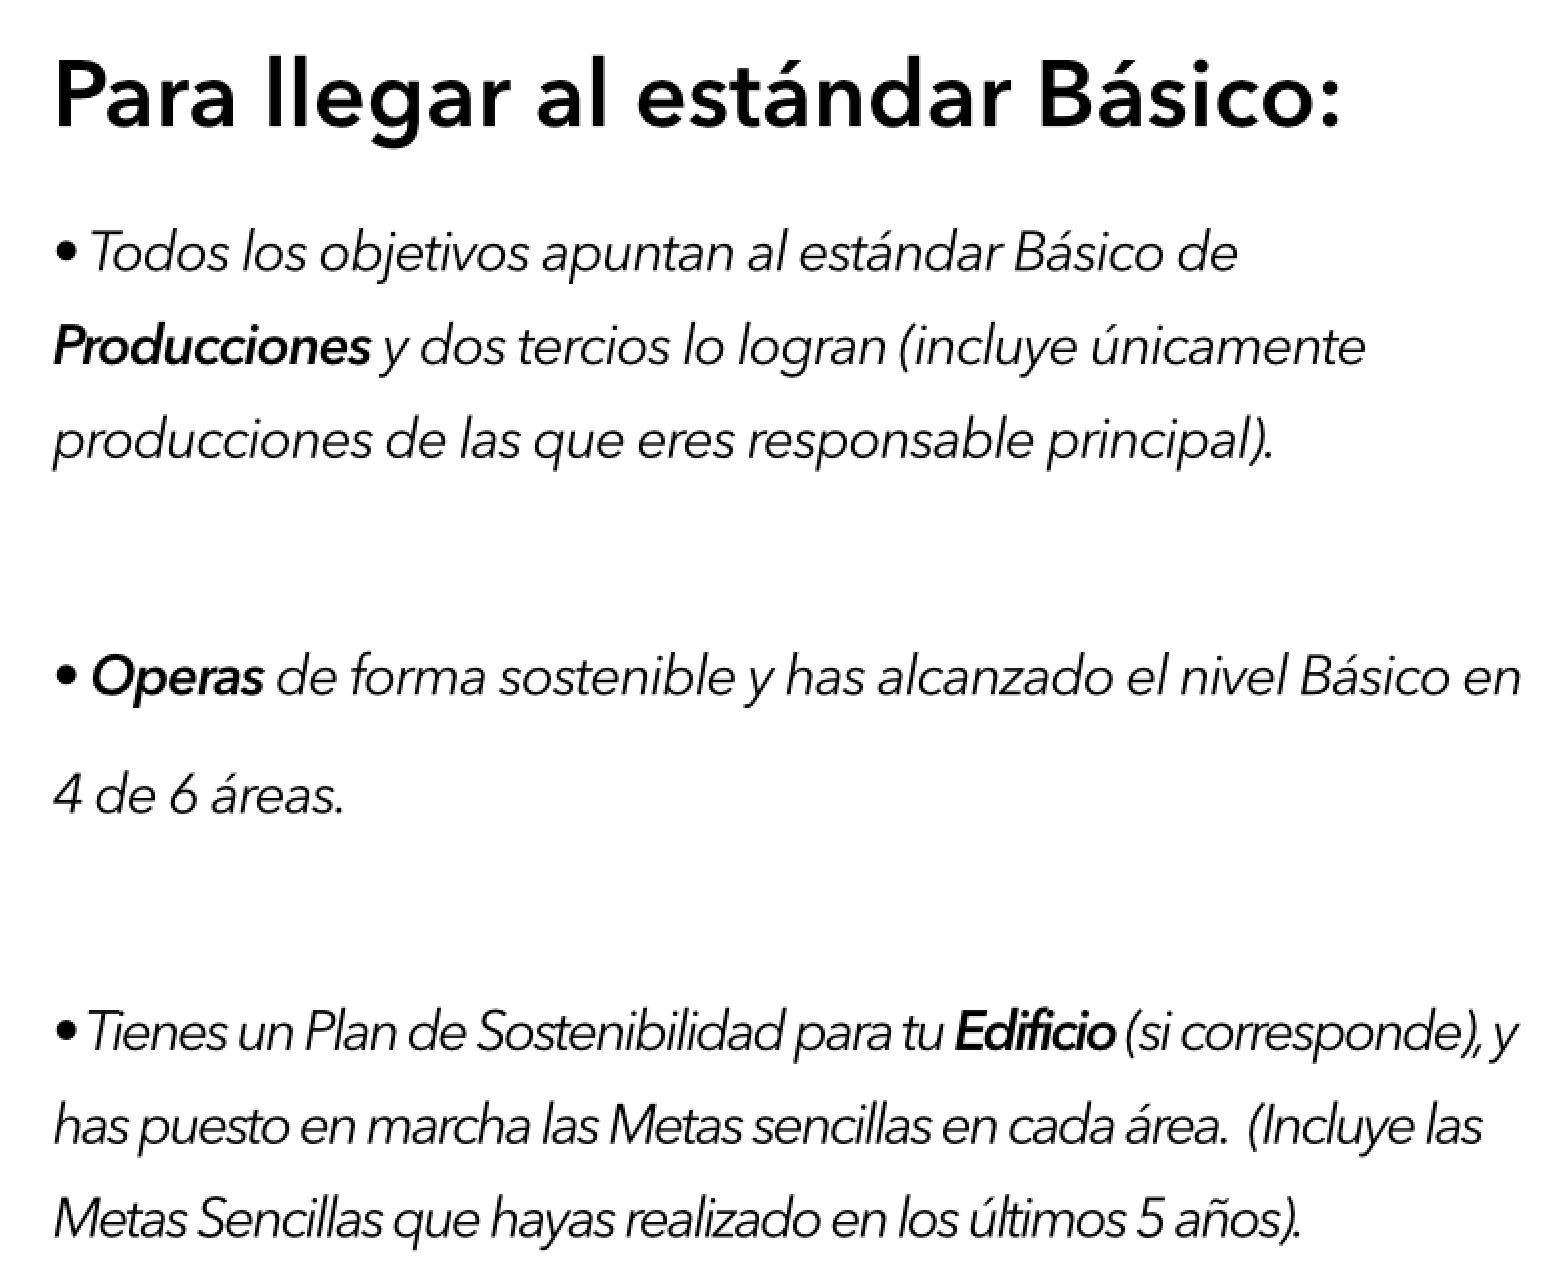 Para llegar al estándar Básico:
• Todos los objetivos apuntan al estándar Básico de
Producciones y dos tercios lo logran (incluye únicamente
producciones de las que eres responsable principal).
• Operas de forma sostenible y has alcanzado el nivel Básico en
4 de 6 áreas.
• Tienes un Plan de Sostenibilidad para tu Edificio (si corresponde), y
has puesto en marcha las Metas sencillas en cada área. (Incluye las
Metas Sencillas que hayas realizado en los últimos 5 años).